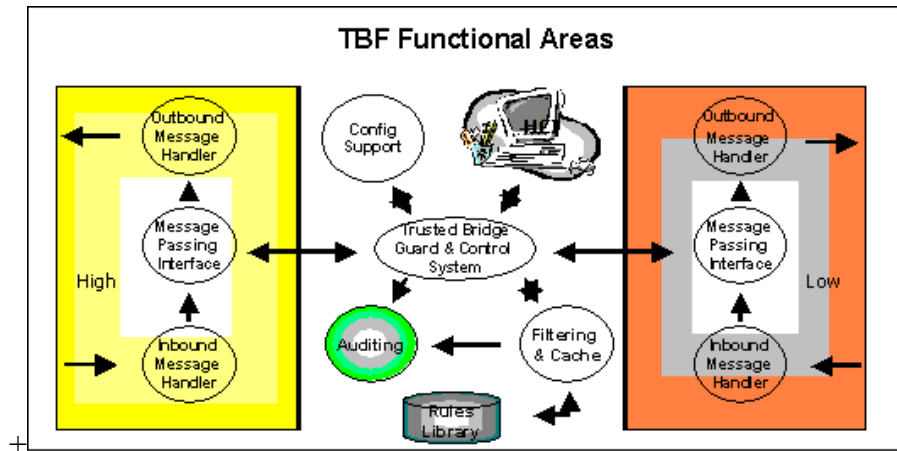 TBF Functional Areas
Outbound
Message
Handler
Message
Passing
Interface
High
Inbound
Message
Handler
Config
Support
HCI
Trusted Bridge
Guard & Control
System
Auditing
Filtering
& Cache
Rules
Library
Outbound
Message
Handler
Message
Passing
Interface
Low
Inbound
Message
Handler